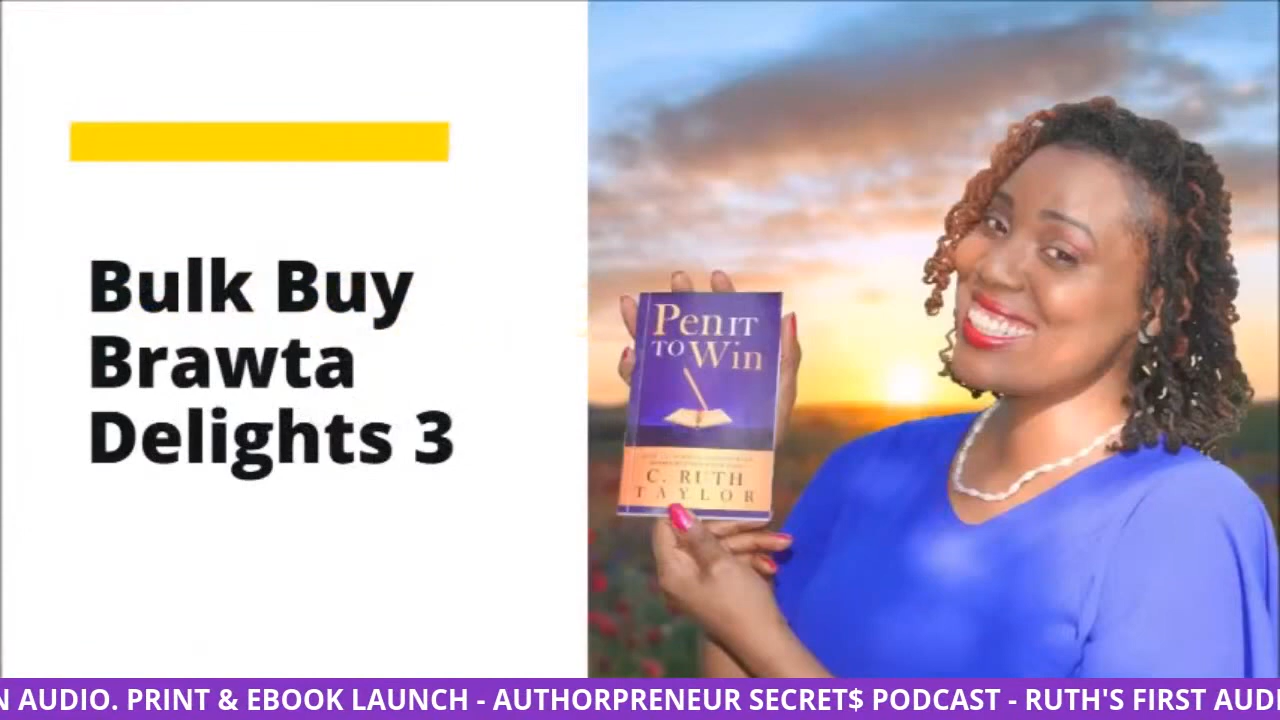 Bulk Buy
Brawta
Delights 3
Pen IT
TO Win
C. RUTH
TAYLOR
N AUDIO. PRINT & EBOOK LAUNCH - AUTHORPRENEUR SECRET$ PODCAST - RUTH'S FIRST AUDI